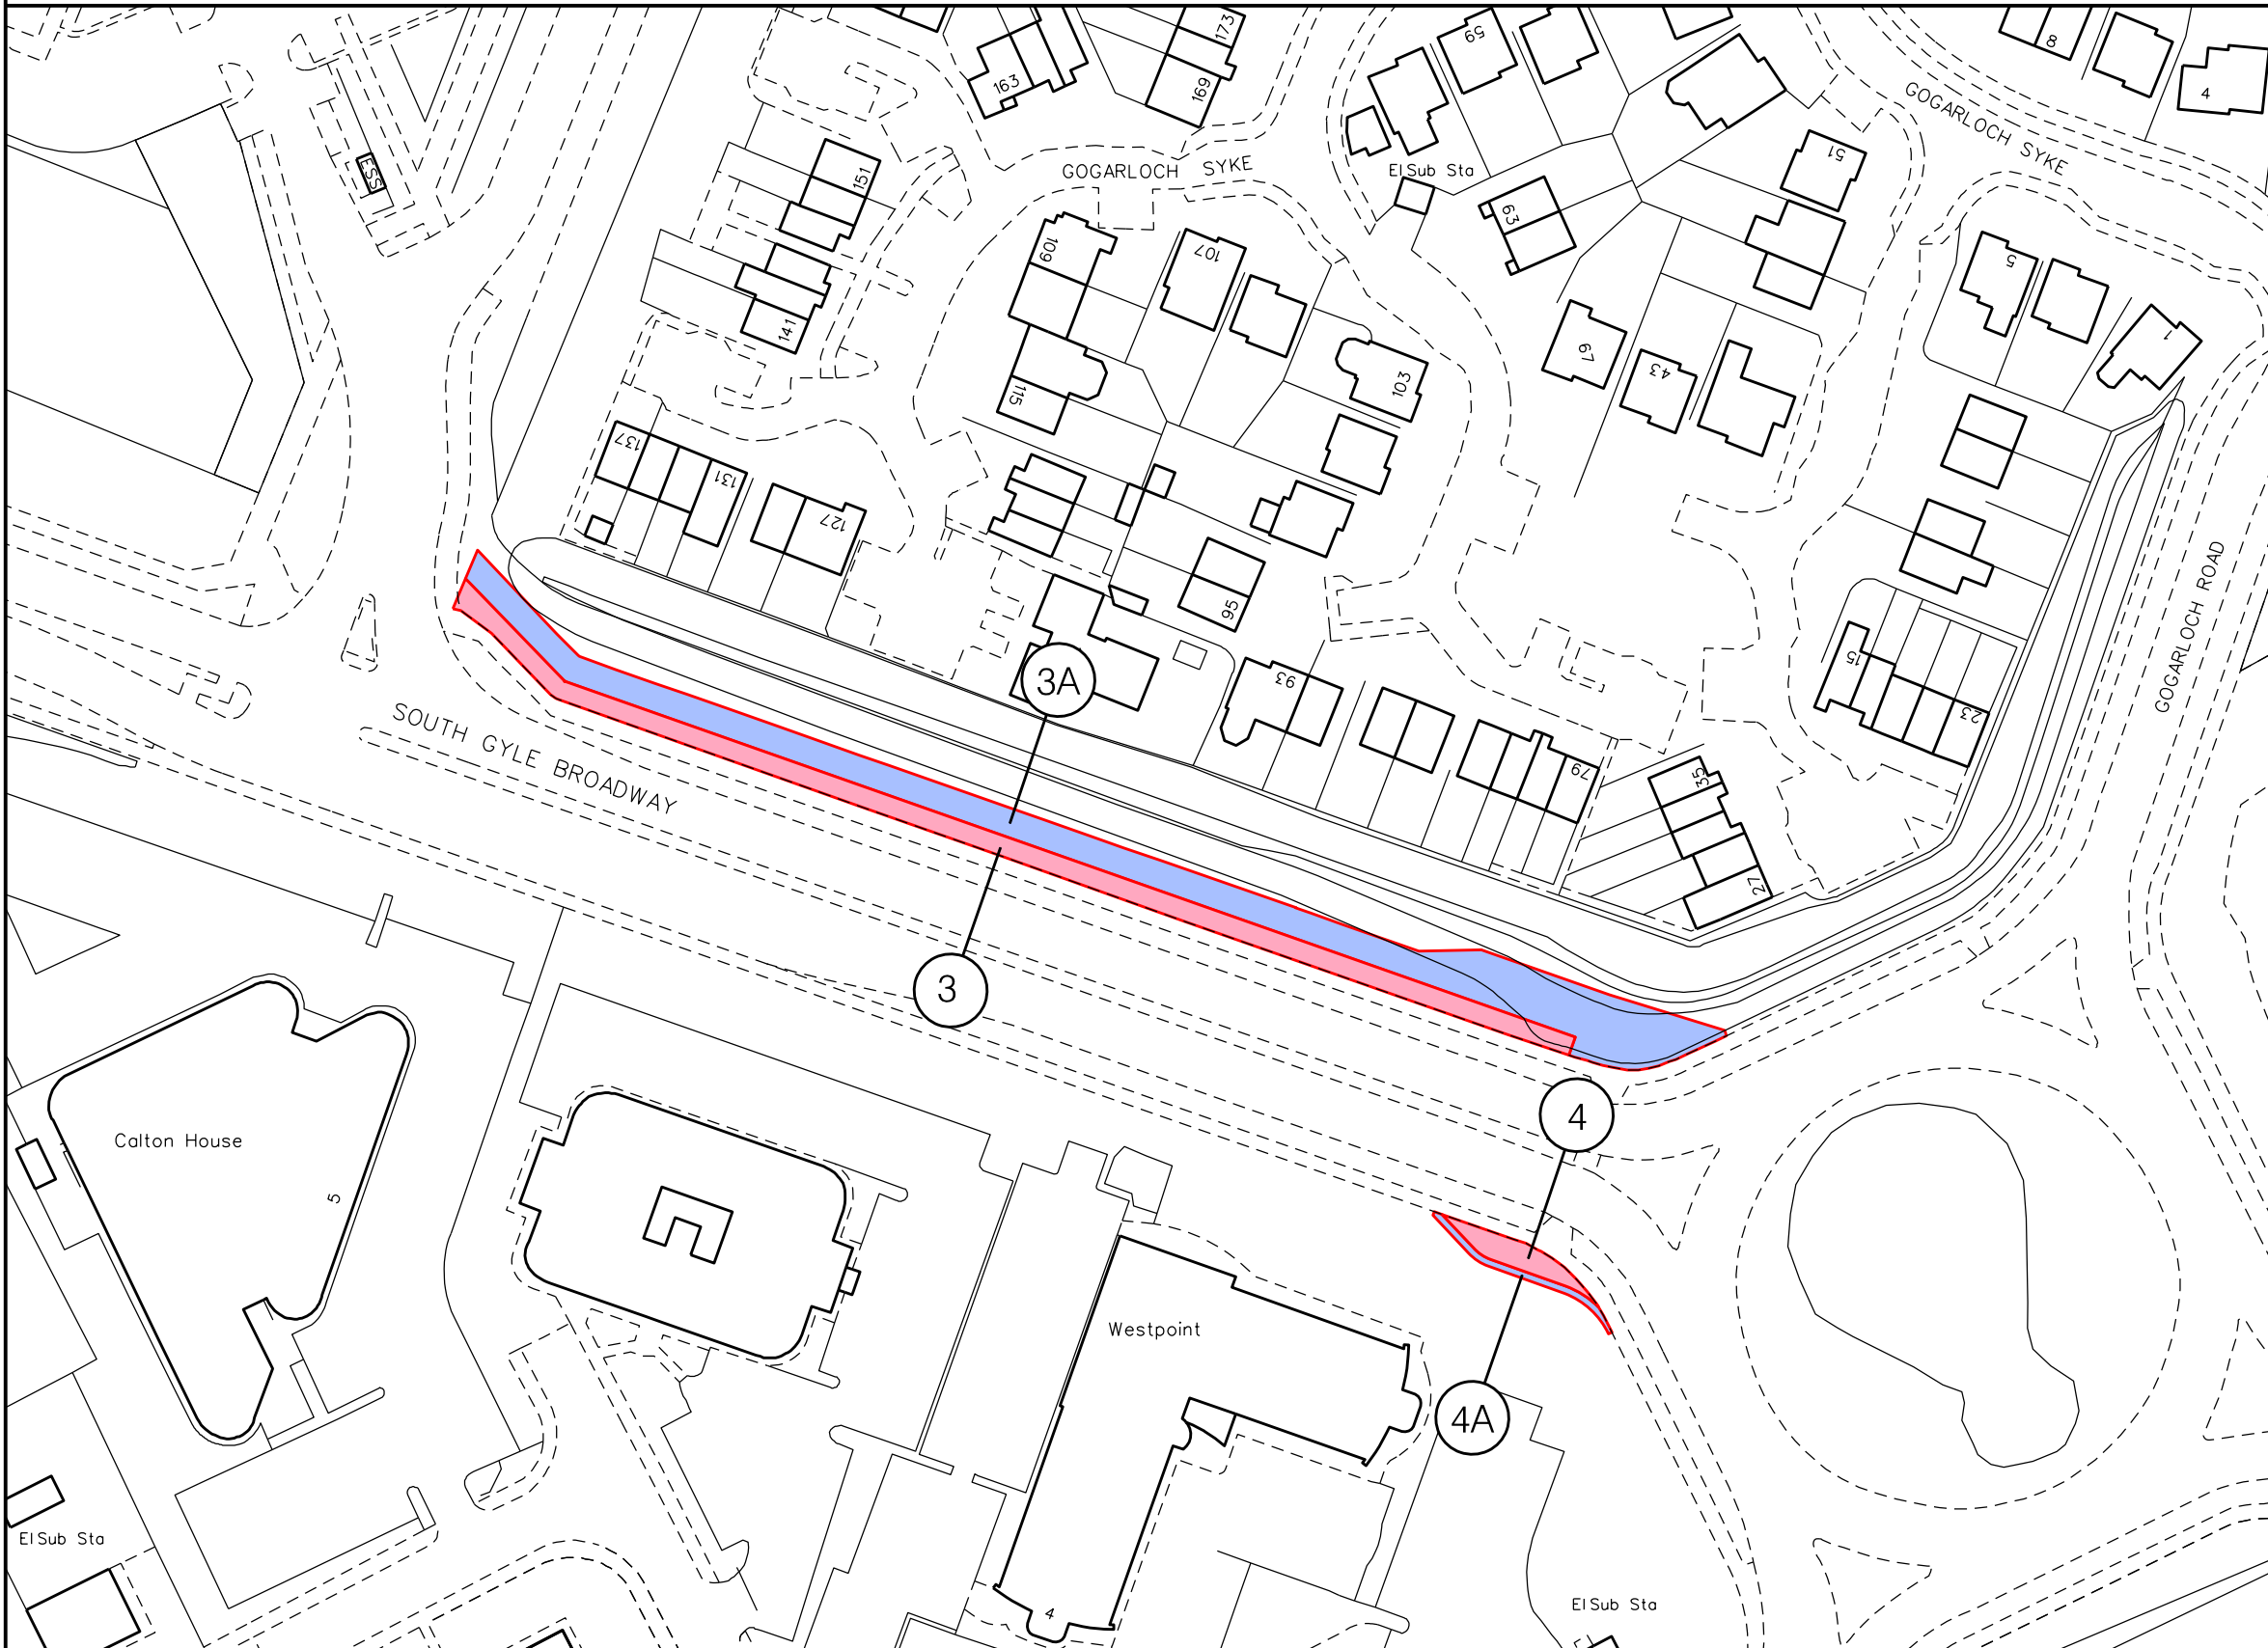 173
59
8
163
169
4
GOGARLOCH SYKE
51
ESS
GOGARLOCH SYKE
El Sub Sta
151
63
109
107
5
141
1
67
43
103
115
137
131
127
GOGARLOCH ROAD
95
3A
93
15
23
SOUTH GYLE BROADWAY
79
35
27
3
4
Calton House
5
Westpoint
4A
El Sub Sta
El Sub Sta
4